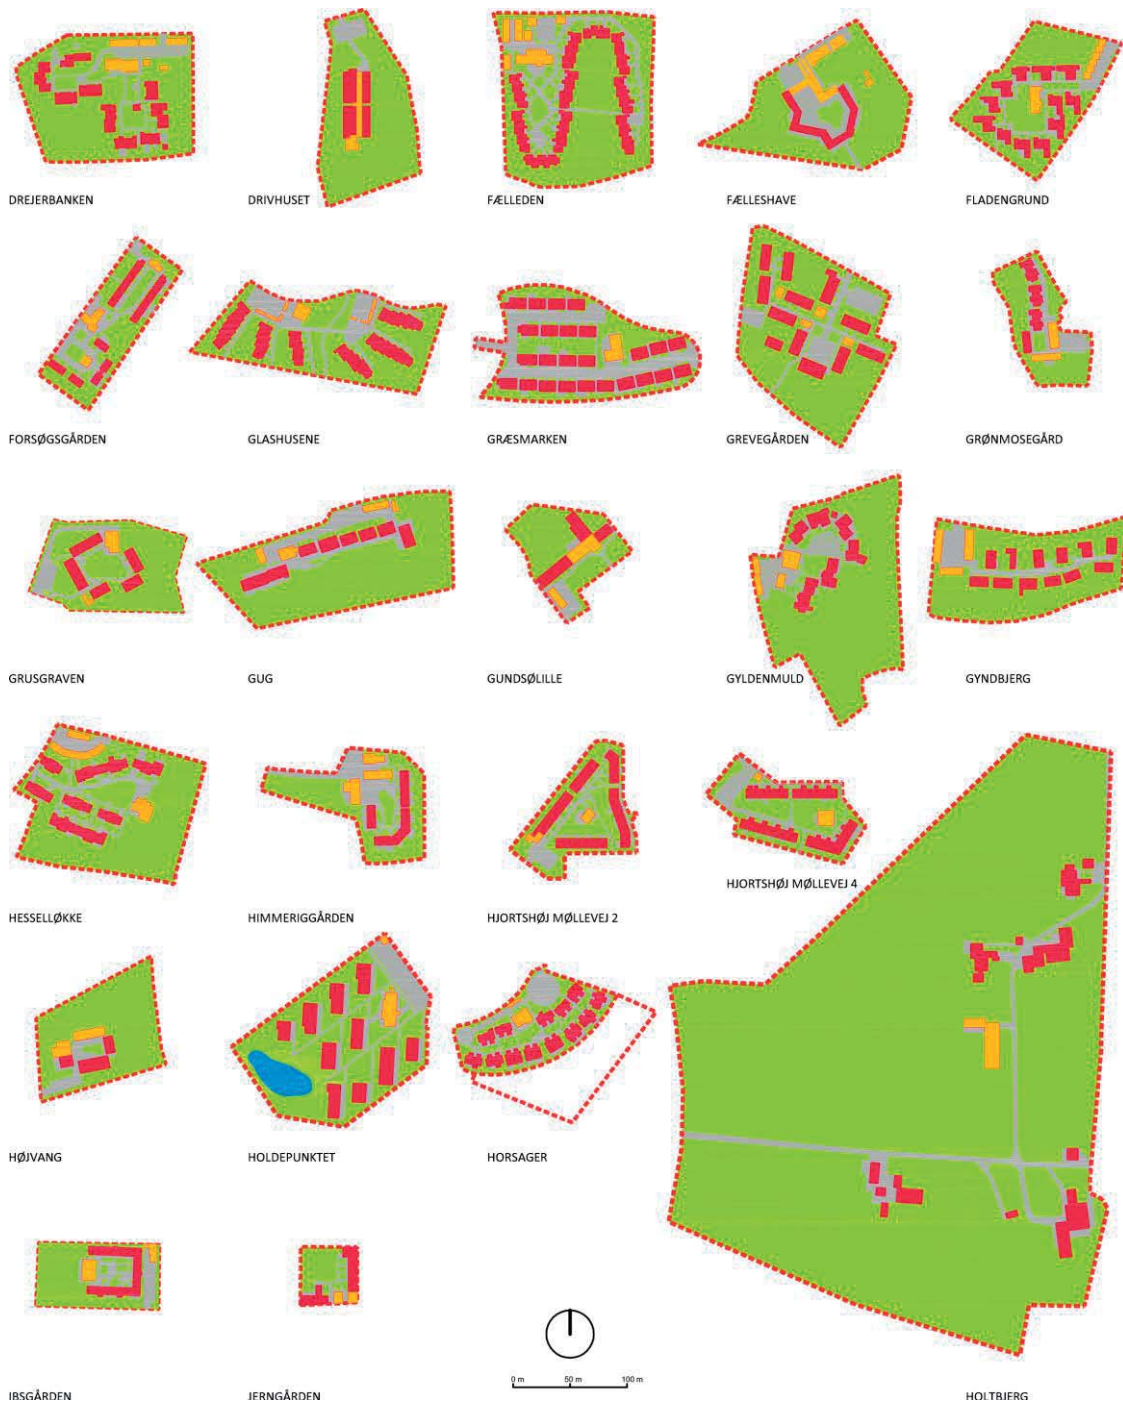 DREJERBANKEN
DRIVHUSET
FÆLLEDEN
FÆLLESHAVE
FLADENGRUND
FORSØGSGÅRDEN
GLASHUSENE
GRÆSMARKEN
GREVEGÅRDEN
GRØNMOSEGÅRD
GRUSGRAVEN
GUG
GUNDSØLILLE
GYLDENMULD
GYNDBJERG
HESSELLØKKE
HIMMERIGGÅRDEN
HJORTSHØJ MØLLEVEJ 2
HJORTSHØJ MØLLEVEJ 4
HØJVANG
HOLDEPUNKTET
HORSAGER
0 m 50 m 100 m
IBSGÅRDEN
JERNGÅRDEN
HOLTBJERG